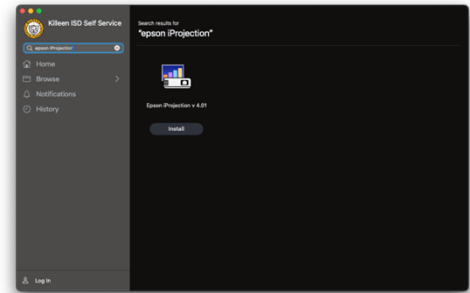 Killeen ISD Self Service
epson iProjection
Home
Browse
Notifications
History
Log In
Search results for
"epson iProjection"
Epson iProjection v 4.01
Install